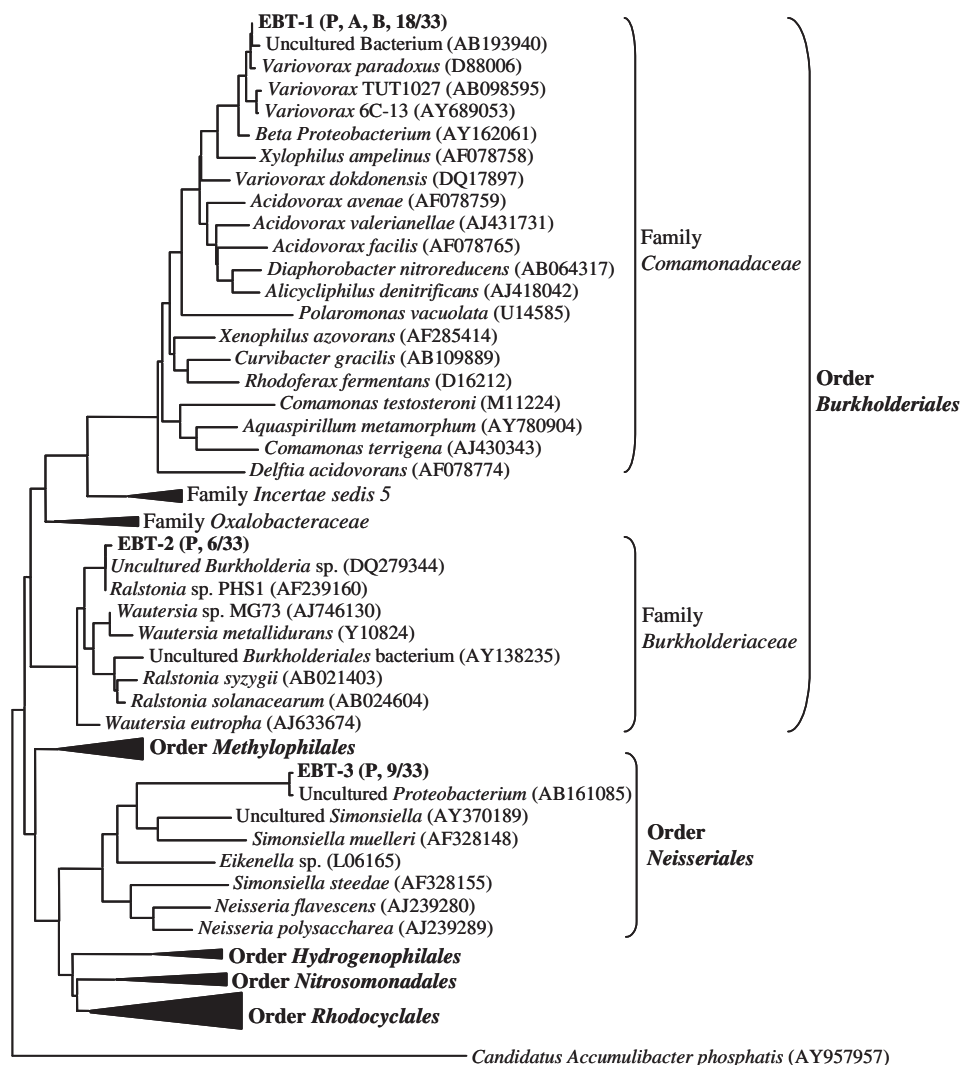 EBT-1 (P, A, B, 18/33)
Uncultured Bacterium (AB193940)
Variovorax paradoxus (D88006)
Variovorax TUT1027 (AB098595)
Variovorax 6C-13 (AY689053)
Beta Proteobacterium (AY162061)
Xylophilus ampelinus (AF078758)
Variovorax dokdonensis (DQ17897)
Acidovorax avenae (AF078759)
Acidovorax valerianellae (AJ431731)
Acidovorax facilis (AF078765)
Diaphorobacter nitroreducens (AB064317)
Alicycliphilus denitrificans (AJ418042)
Polaromonas vacuolata (U14585)
Xenophilus azovorans (AF285414)
Curvibacter gracilis (AB109889)
Rhodoferax fermentans (D16212)
Comamonas testosteroni (M11224)
Aquaspirillum metamorphum (AY780904)
Comamonas terrigena (AJ430343)
Delftia acidovorans (AF078774)
Family
Comamonadaceae
Family Incertae sedis 5
Family Oxalobacteraceae
EBT-2 (P, 6/33)
Uncultured Burkholderia sp. (DQ279344)
Ralstonia sp. PHS1 (AF239160)
Wautersia sp. MG73 (AJ746130)
Wautersia metallidurans (Y10824)
Uncultured Burkholderiales bacterium (AY138235)
Ralstonia syzygii (AB021403)
Ralstonia solanacearum (AB024604)
Wautersia eutropha (AJ633674)
Family
Burkholderiaceae
Order
Burkholderiales
Order Methylophilales
EBT-3 (P, 9/33)
Uncultured Proteobacterium (AB161085)
Uncultured Simonsiella (AY370189)
Simonsiella muelleri (AF328148)
Eikenella sp. (L06165)
Simonsiella steedae (AF328155)
Neisseria flavescens (AJ239280)
Neisseria polysaccharea (AJ239289)
Order
Neisseriales
Order Hydrogenophilales
Order Nitrosomonadales
Order Rhodocyclales
Candidatus Accumulibacter phosphatis (AY957957)